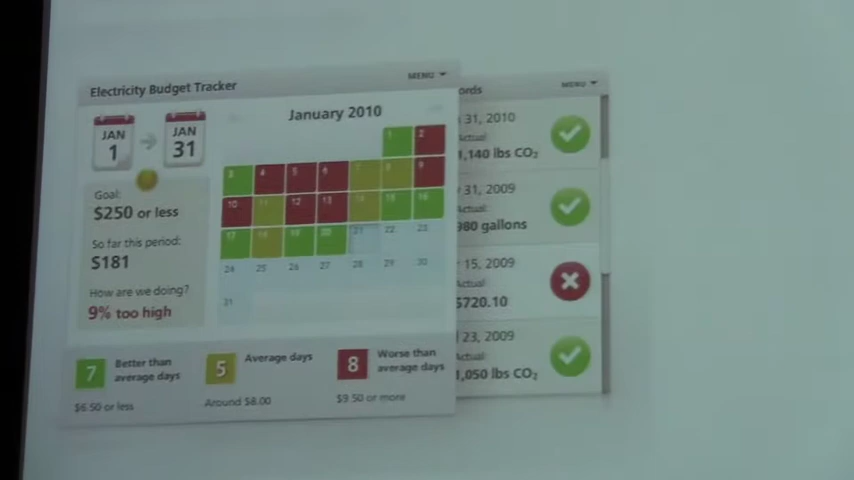 Electricity Budget Tracker
MENU
JAN
1
JAN
31
January 2010
1 2
3 4 5 6 7 8 9
10 11 12 13 14 15 16
17 18 19 20 21 22 23
24 25 26 27 28 29 30
31
Goal:
$250 or less
So far this period:
$181
How are we doing?
9% too high
7
Better than
average days
$6.50 or less
5
Average days
Around $8.00
8
Worse than
average days
$9.50 or more
ords
MENU
31, 2010
Actual
1,140 lbs CO₂
31, 2009
Actual
980 gallons
15, 2009
Actual
$720.10
23, 2009
Actual
1,050 lbs CO₂